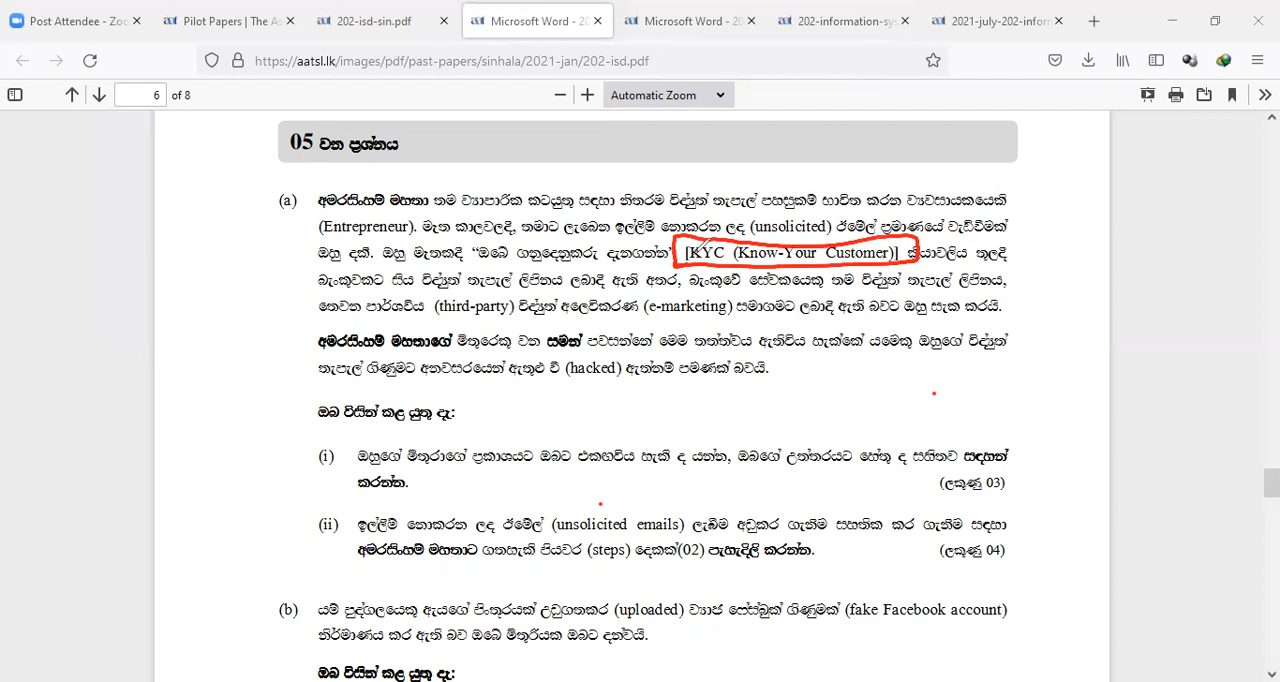 Post Attendee - Zoo
Pilot Papers | The As
202-isd-sin.pdf
Microsoft Word - 20
Microsoft Word - 20
202-information-sy
2021-july-202-infor
https://aatsl.lk/images/pdf/past-papers/sinhala/2021-jan/202-isd.pdf
6 of 8
Automatic Zoom
05 වන ප්‍රශ්නය
(a) අමරසිංහම් මහතා තම ව්‍යාපාරික කටයුතු සඳහා නිතරම විද්‍යුත් තැපැල් පහසුකම් භාවිත කරන ව්‍යවසායකයෙකි
(Entrepreneur). මෑත කාලවලදී, තමාට ලැබෙන ඉල්ලීම් නොකරන ලද (unsolicited) ඊමේල් ප්‍රමාණයේ වැඩිවීමක්
ඔහු දකී. ඔහු මෑතකදී “ඔබේ ගනුදෙනුකරු දැනගන්න” [KYC (Know-Your Customer)] ක්‍රියාවලිය තුලදී
බැංකුවකට සිය විද්‍යුත් තැපැල් ලිපිනය ලබාදී ඇති අතර, බැංකුවේ සේවකයෙකු තම විද්‍යුත් තැපැල් ලිපිනය,
තෙවන පාර්ශවීය (third-party) විද්‍යුත් අලෙවිකරණ (e-marketing) සමාගමට ලබාදී ඇති බවට ඔහු සැක කරයි.
අමරසිංහම් මහතාගේ මිතුරෙකු වන සමන් පවසන්නේ මෙම තත්ත්වය ඇතිවිය හැක්කේ යමෙකු ඔහුගේ විද්‍යුත්
තැපැල් ගිණුමට අනවසරයෙන් ඇතුළු වී (hacked) ඇත්නම් පමණක් බවයි.
ඔබ විසින් කළ යුතු දෑ:
(i) ඔහුගේ මිතුරාගේ ප්‍රකාශයට ඔබට එකඟවිය හැකි ද යන්න, ඔබගේ උත්තරයට හේතු ද සහිතව සඳහන්
කරන්න. (ලකුණු 03)
(ii) ඉල්ලීම් නොකරන ලද ඊමේල් (unsolicited emails) ලැබීම අඩුකර ගැනීම සහතික කර ගැනීම සඳහා
අමරසිංහම් මහතාට ගතහැකි පියවර (steps) දෙකක්(02) පැහැදිලි කරන්න. (ලකුණු 04)
(b) යම් පුද්ගලයෙකු ඇයගේ පින්තූරයක් උඩුගතකර (uploaded) ව්‍යාජ ෆේස්බුක් ගිණුමක් (fake Facebook account)
නිර්මාණය කර ඇති බව ඔබේ මිතුරියක ඔබට දන්වයි.
ඔබ විසින් කළ යුතු දෑ: